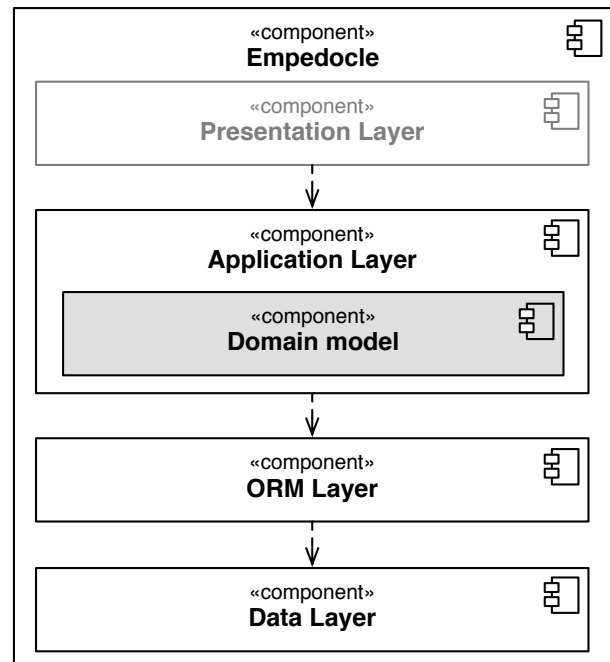 «component»
Empedocle
«component»
Presentation Layer
«component»
Application Layer
«component»
Domain model
«component»
ORM Layer
«component»
Data Layer